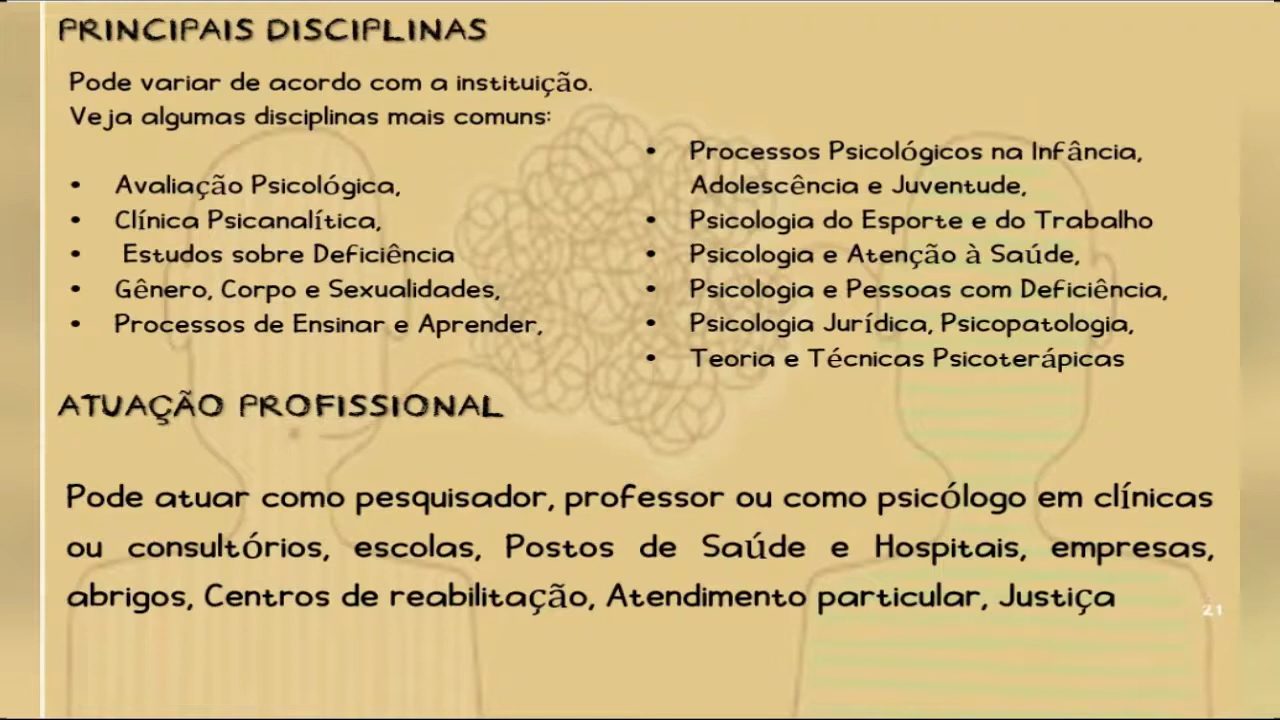 PRINCIPAIS DISCIPLINAS
Pode variar de acordo com a instituição.
Veja algumas disciplinas mais comuns:
• Avaliação Psicológica,
• Clínica Psicanalítica,
• Estudos sobre Deficiência
• Gênero, Corpo e Sexualidades,
• Processos de Ensinar e Aprender,
• Processos Psicológicos na Infância,
Adolescência e Juventude,
• Psicologia do Esporte e do Trabalho
• Psicologia e Atenção à Saúde,
• Psicologia e Pessoas com Deficiência,
• Psicologia Jurídica, Psicopatologia,
• Teoria e Técnicas Psicoterápicas
ATUAÇÃO PROFISSIONAL
Pode atuar como pesquisador, professor ou como psicólogo em clínicas
ou consultórios, escolas, Postos de Saúde e Hospitais, empresas,
abrigos, Centros de reabilitação, Atendimento particular, Justiça
21